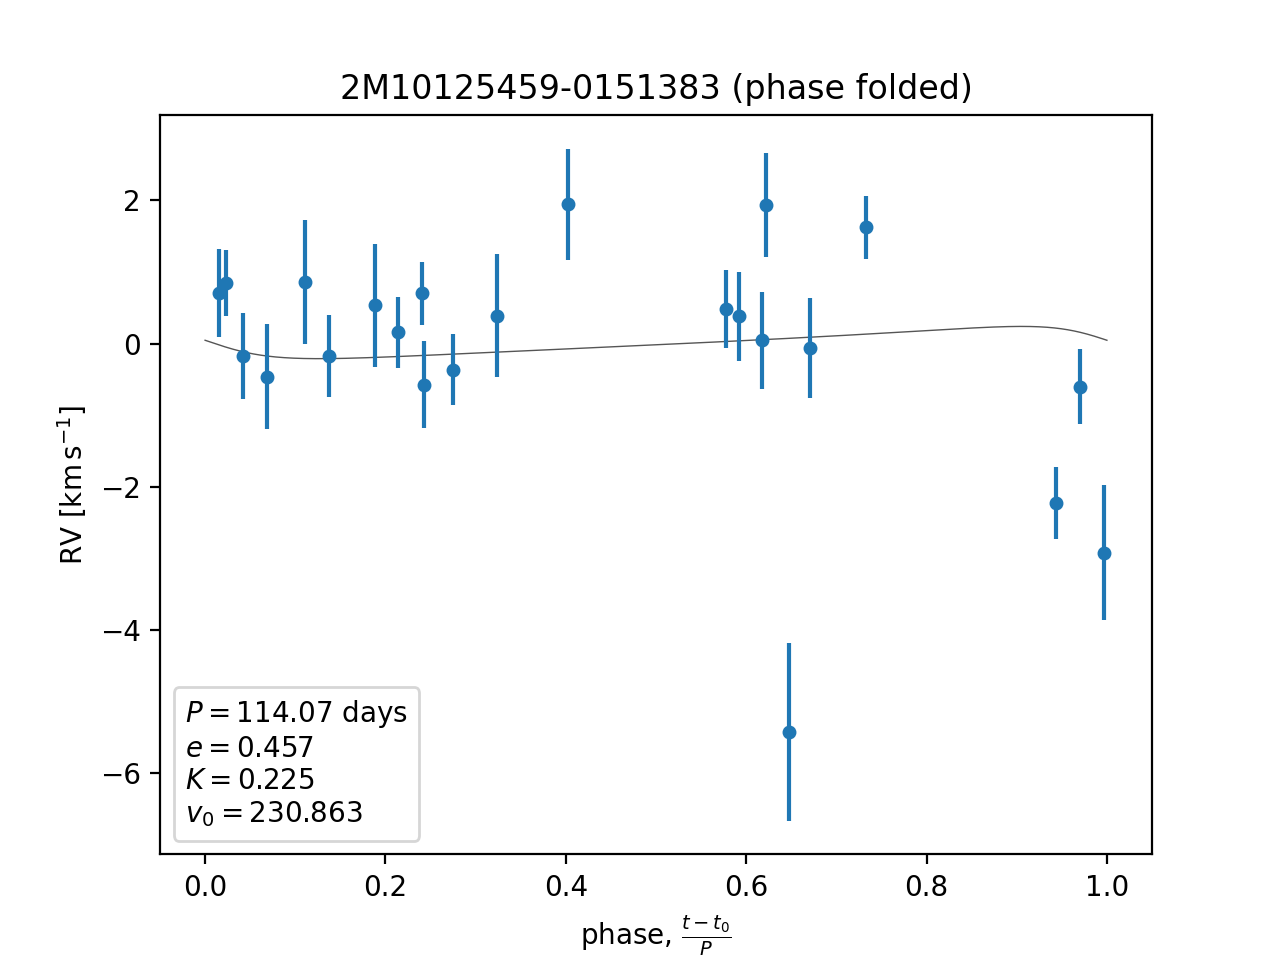 2M10125459-0151383 (phase folded)
RV [km s⁻¹]
2
0
−2
−4
−6
P = 114.07 days
e = 0.457
K = 0.225
v₀ = 230.863
0.0 0.2 0.4 0.6 0.8 1.0
phase, (t − t₀)/P